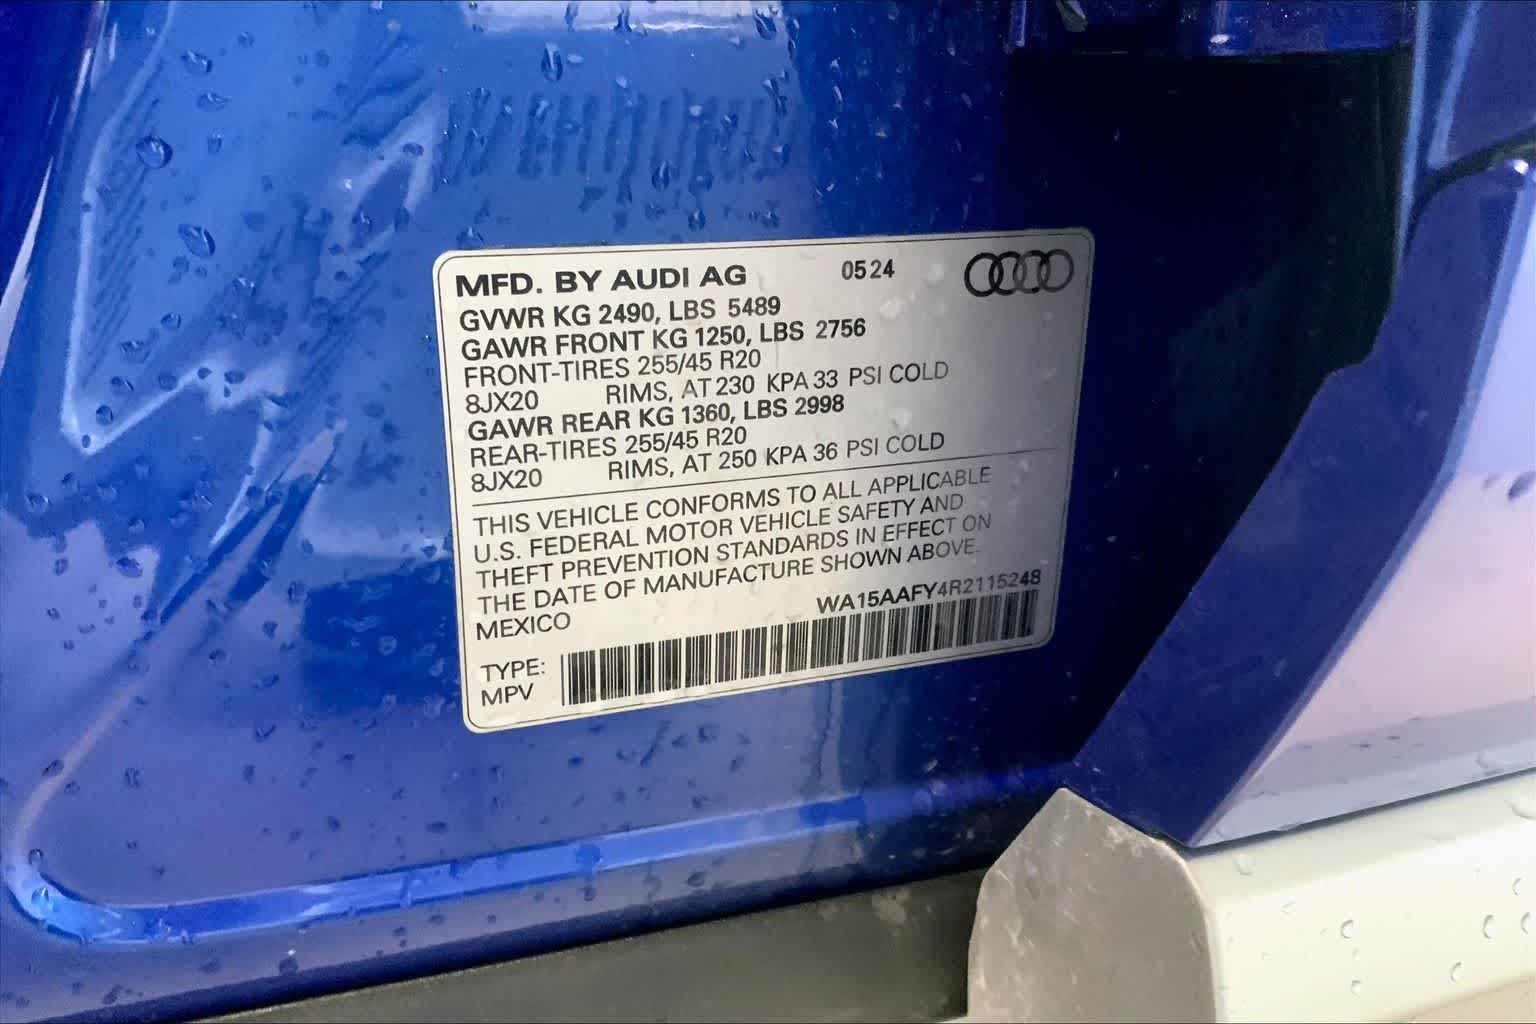 MFD. BY AUDI AG 05 24
GVWR KG 2490, LBS 5489
GAWR FRONT KG 1250, LBS 2756
FRONT-TIRES 255/45 R20
8JX20 RIMS, AT 230 KPA 33 PSI COLD
GAWR REAR KG 1360, LBS 2998
REAR-TIRES 255/45 R20
8JX20 RIMS, AT 250 KPA 36 PSI COLD
THIS VEHICLE CONFORMS TO ALL APPLICABLE
U.S. FEDERAL MOTOR VEHICLE SAFETY AND
THEFT PREVENTION STANDARDS IN EFFECT ON
THE DATE OF MANUFACTURE SHOWN ABOVE.
MEXICO WA15AAFY4R2115248
TYPE:
MPV